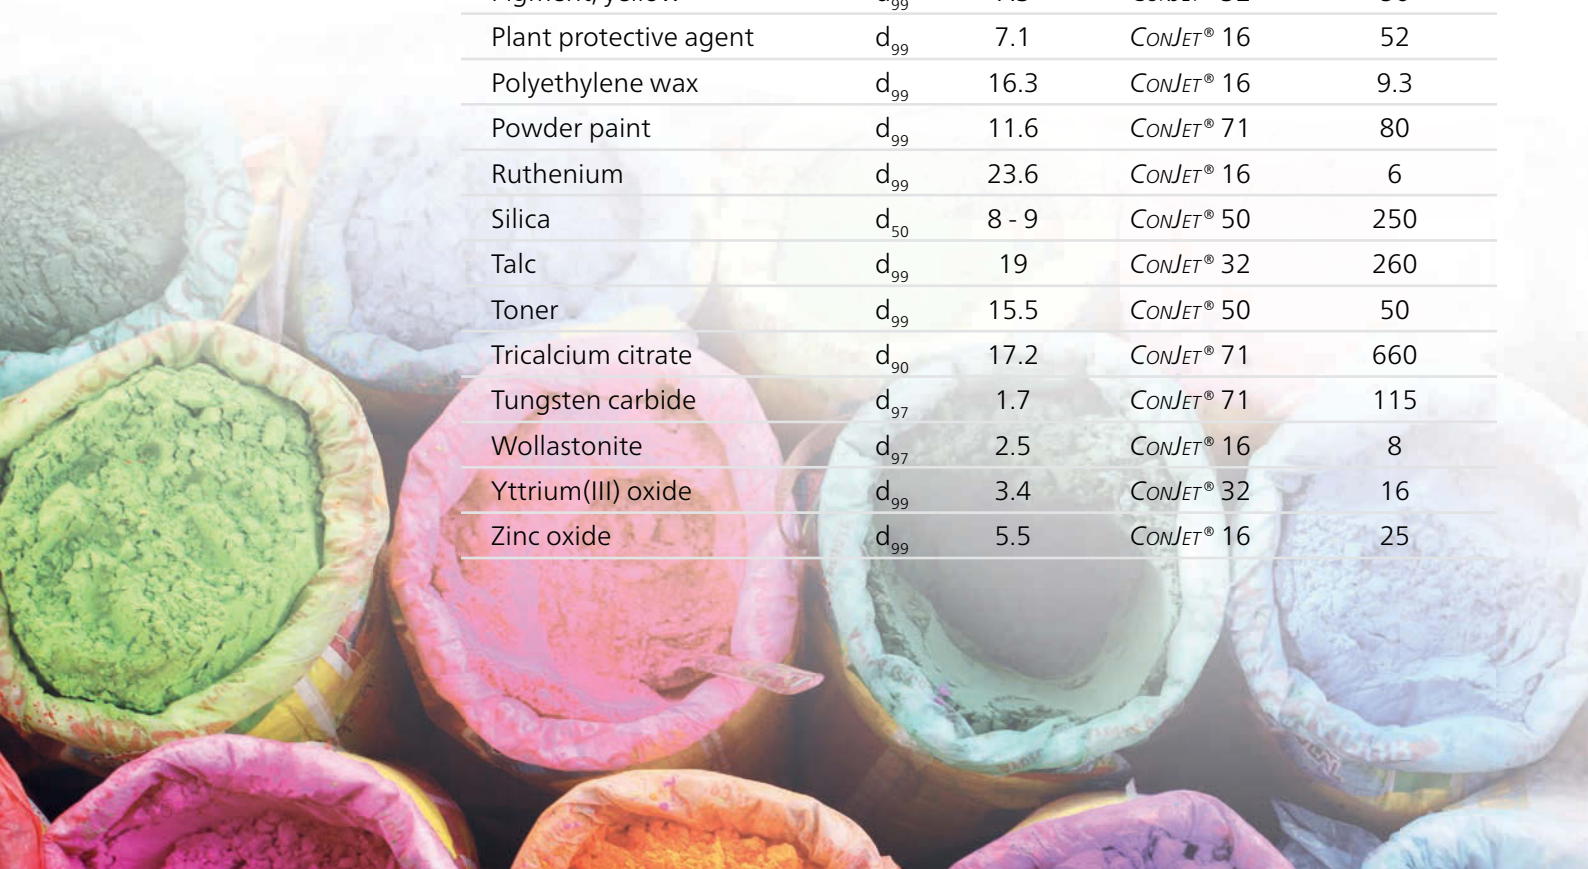 Plant protective agent d99 7.1 CONJET® 16 52
Polyethylene wax d99 16.3 CONJET® 16 9.3
Powder paint d99 11.6 CONJET® 71 80
Ruthenium d99 23.6 CONJET® 16 6
Silica d50 8 - 9 CONJET® 50 250
Talc d99 19 CONJET® 32 260
Toner d99 15.5 CONJET® 50 50
Tricalcium citrate d90 17.2 CONJET® 71 660
Tungsten carbide d97 1.7 CONJET® 71 115
Wollastonite d97 2.5 CONJET® 16 8
Yttrium(III) oxide d99 3.4 CONJET® 32 16
Zinc oxide d99 5.5 CONJET® 16 25